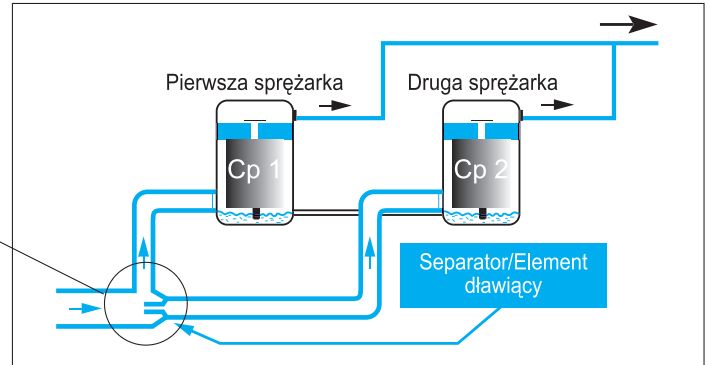 Pierwsza sprężarka
Druga sprężarka
Cp 1
Cp 2
Separator/Element
dławiący